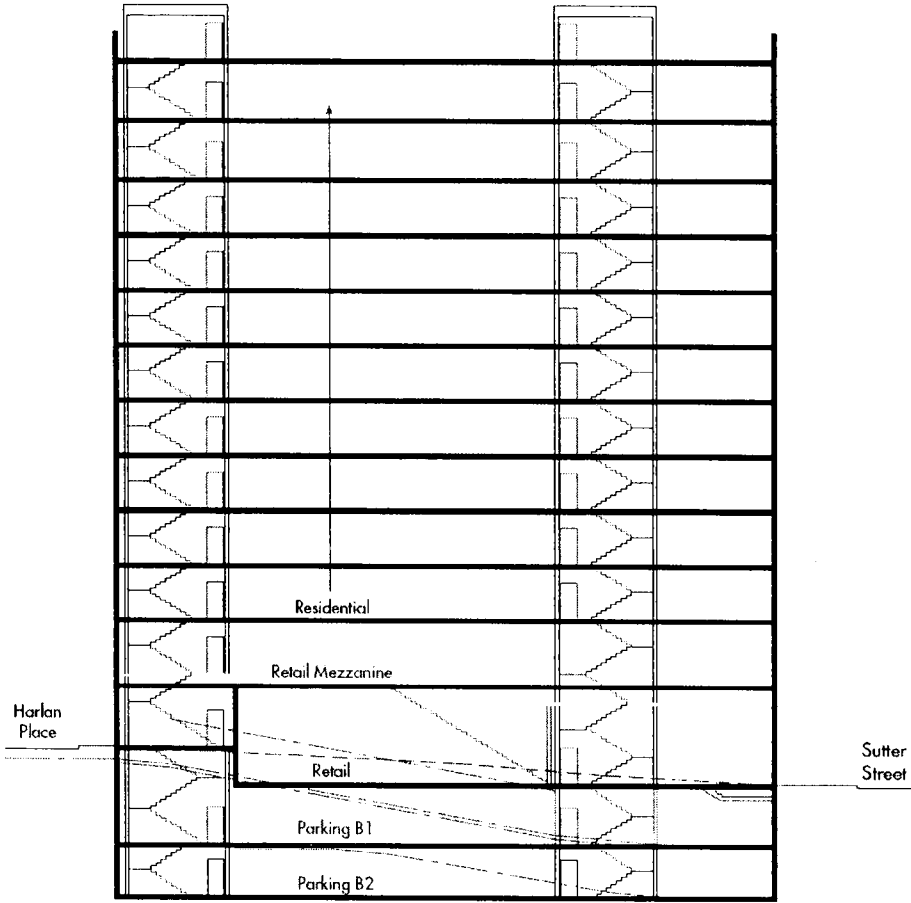 Residential
Retail Mezzanine
Harlan
Place
Retail
Sutter
Street
Parking B1
Parking B2